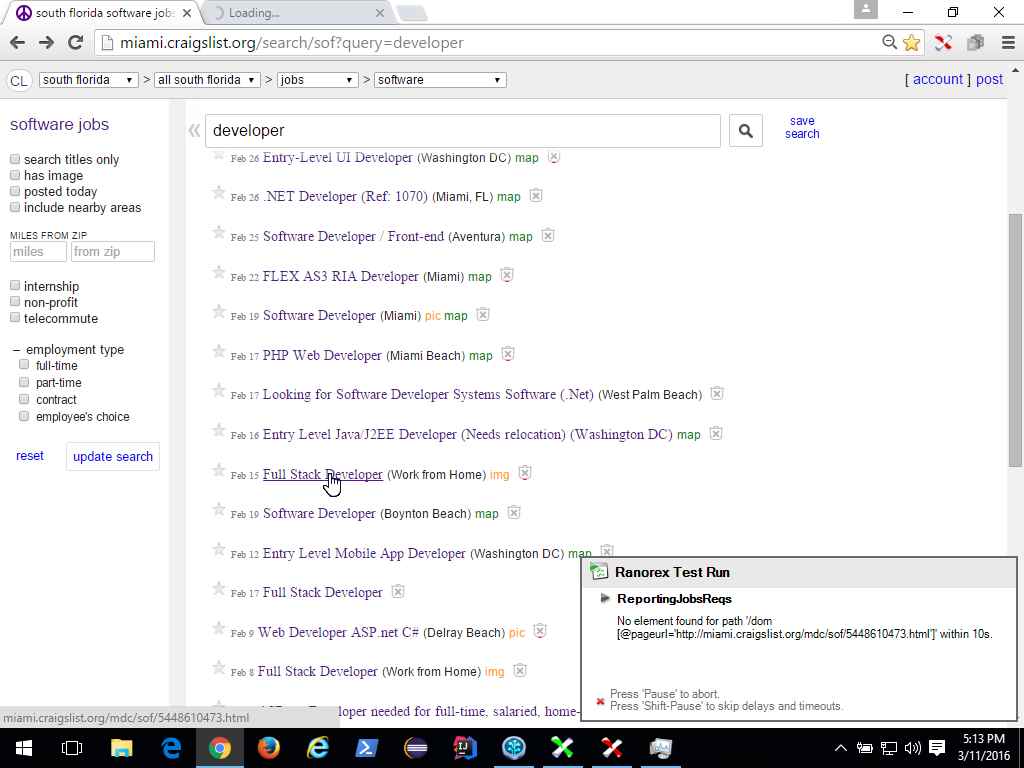 south florida software jobs
Loading...
miami.craigslist.org/search/sof?query=developer
CL
south florida > all south florida > jobs > software
[ account ] post
software jobs
search titles only
has image
posted today
include nearby areas
MILES FROM ZIP
miles from zip
internship
non-profit
telecommute
– employment type
full-time
part-time
contract
employee's choice
reset update search
« developer
save
search
Feb 26 Entry-Level UI Developer (Washington DC) map
Feb 26 .NET Developer (Ref: 1070) (Miami, FL) map
Feb 25 Software Developer / Front-end (Aventura) map
Feb 22 FLEX AS3 RIA Developer (Miami) map
Feb 19 Software Developer (Miami) pic map
Feb 17 PHP Web Developer (Miami Beach) map
Feb 17 Looking for Software Developer Systems Software (.Net) (West Palm Beach)
Feb 16 Entry Level Java/J2EE Developer (Needs relocation) (Washington DC) map
Feb 15 Full Stack Developer (Work from Home) img
Feb 19 Software Developer (Boynton Beach) map
Feb 12 Entry Level Mobile App Developer (Washington DC) map
Feb 17 Full Stack Developer
Feb 9 Web Developer ASP.net C# (Delray Beach) pic
Feb 8 Full Stack Developer (Work from Home) img
Developer needed for full-time, salaried, home-
Ranorex Test Run
ReportingJobsReqs
No element found for path '/dom
[@pageurl='http://miami.craigslist.org/mdc/sof/5448610473.html']' within 10s.
Press 'Pause' to abort.
Press 'Shift-Pause' to skip delays and timeouts.
miami.craigslist.org/mdc/sof/5448610473.html
5:13 PM
3/11/2016